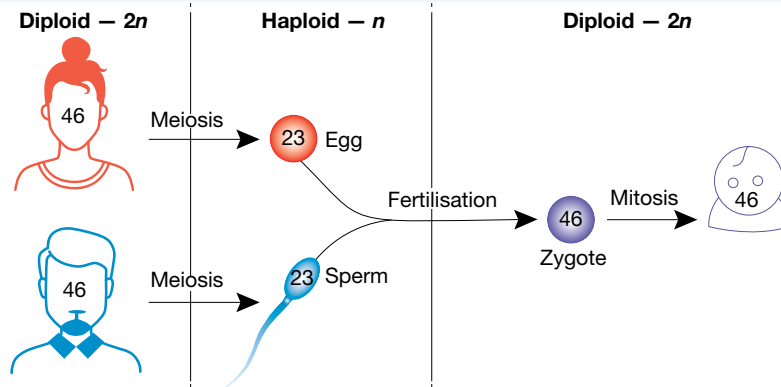 Diploid — 2n
Haploid — n
Diploid — 2n
46
Meiosis
23
Egg
Fertilisation
46
Zygote
Mitosis
46
46
Meiosis
23
Sperm